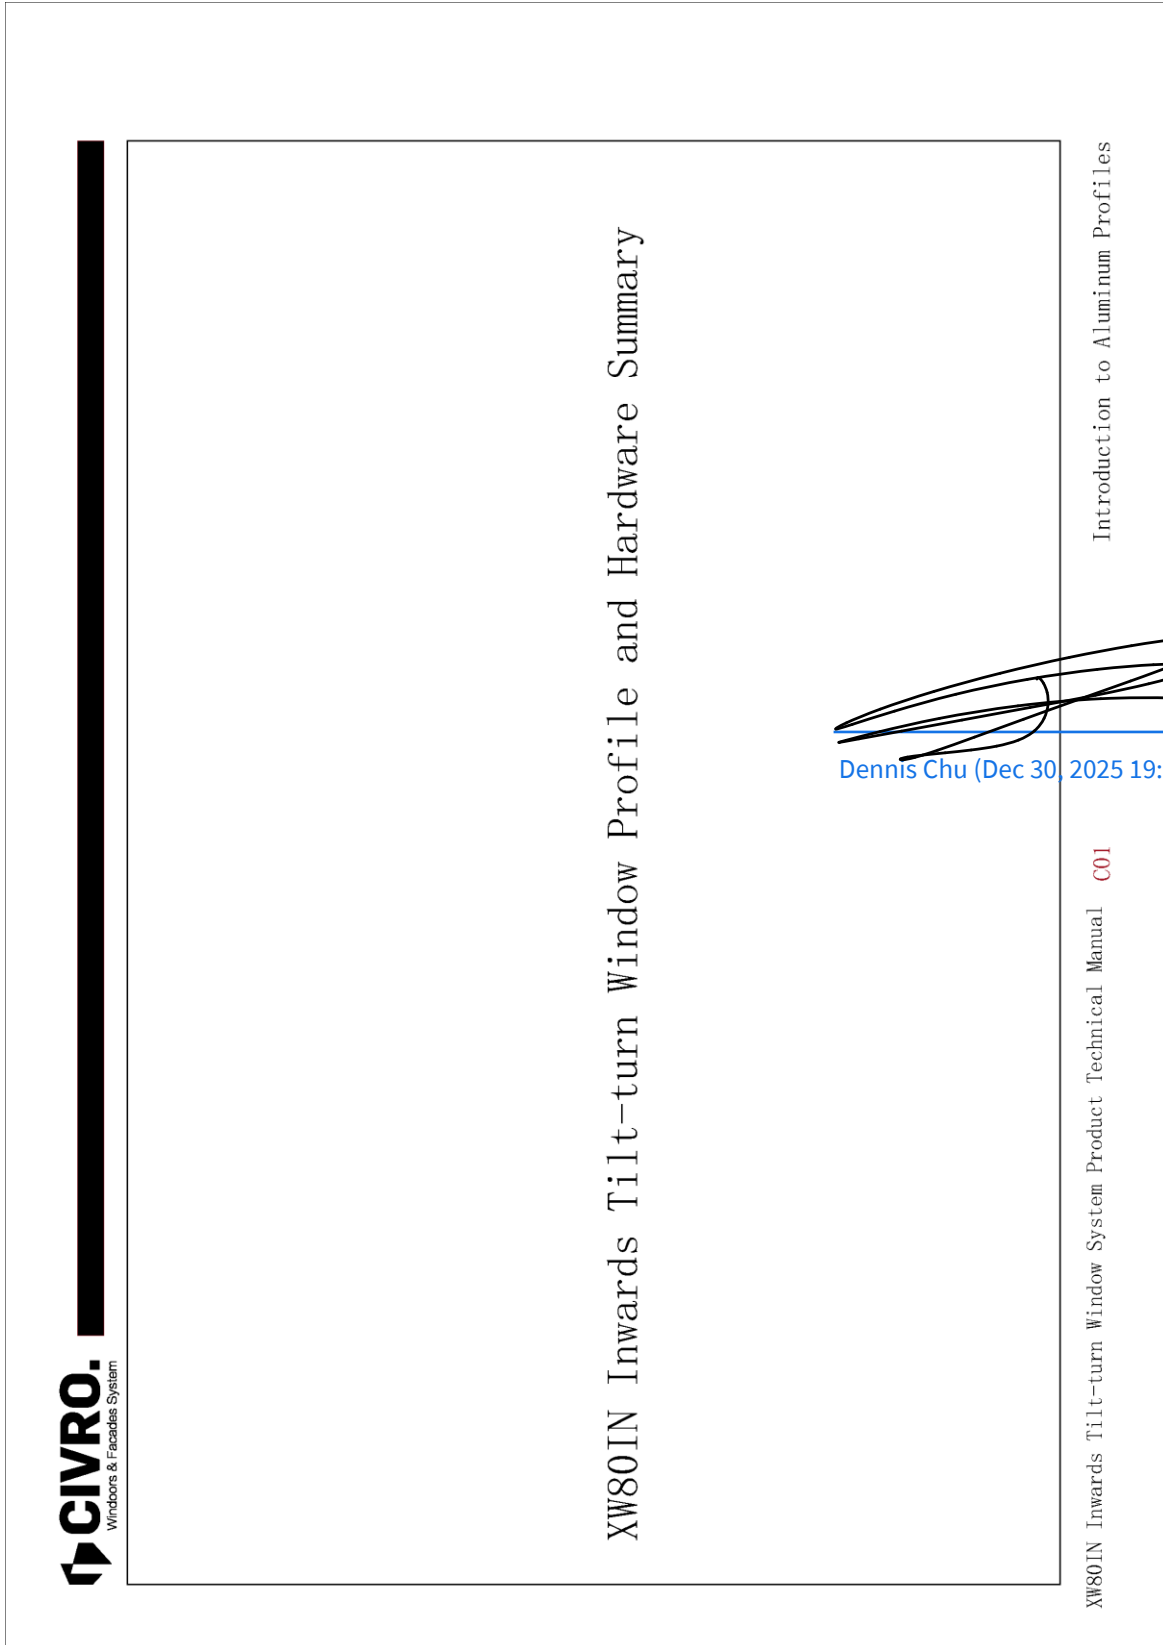 CIVRO.
Windoors & Facades System
XW80IN Inwards Tilt-turn Window Profile and Hardware Summary
Dennis Chu (Dec 30, 2025 19:
XW80IN Inwards Tilt-turn Window System Product Technical Manual C01
Introduction to Aluminum Profiles